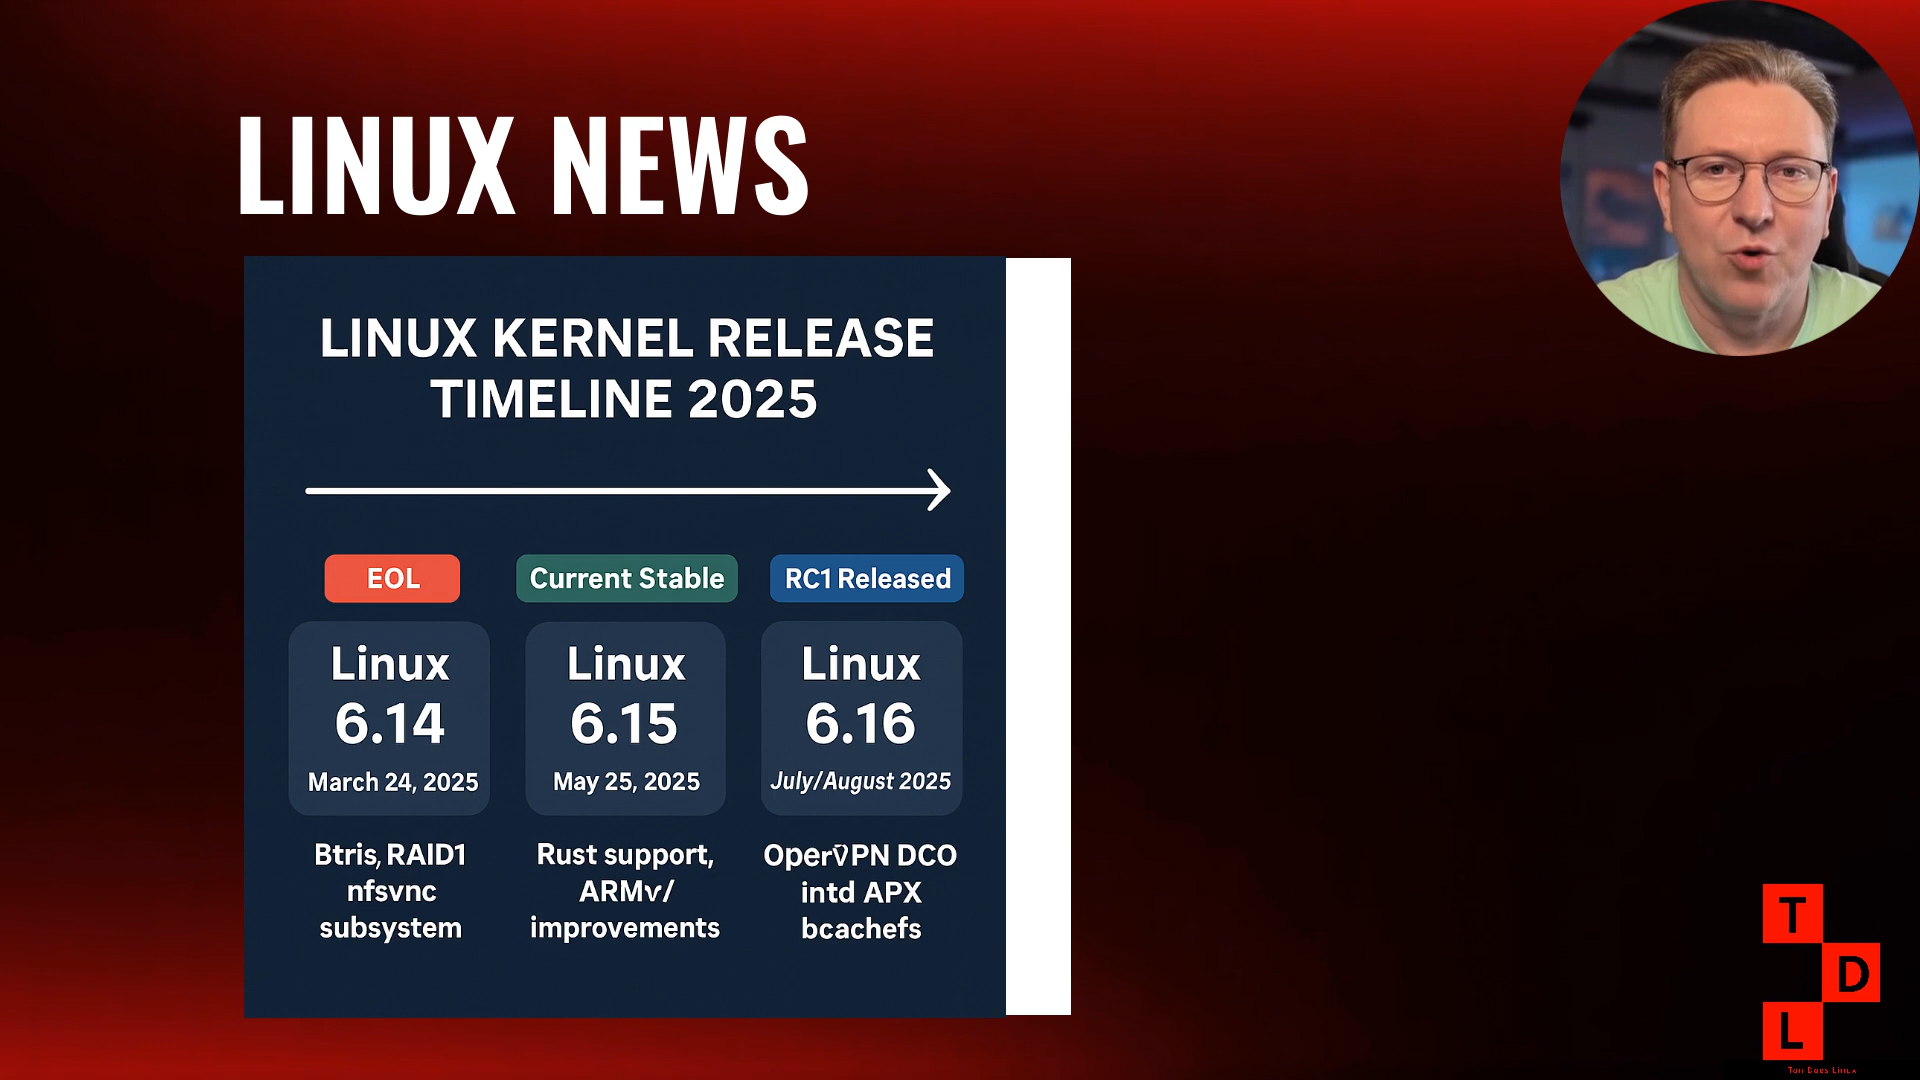 LINUX NEWS
LINUX KERNEL RELEASE
TIMELINE 2025
EOL
Current Stable
RC1 Released
Linux
6.14
March 24, 2025
Linux
6.15
May 25, 2025
Linux
6.16
July/August 2025
Btris, RAID1
nfsvnc
subsystem
Rust support,
ARMv/
improvements
OperṼPN DCO
intd APX
bcachefs
T
D
L